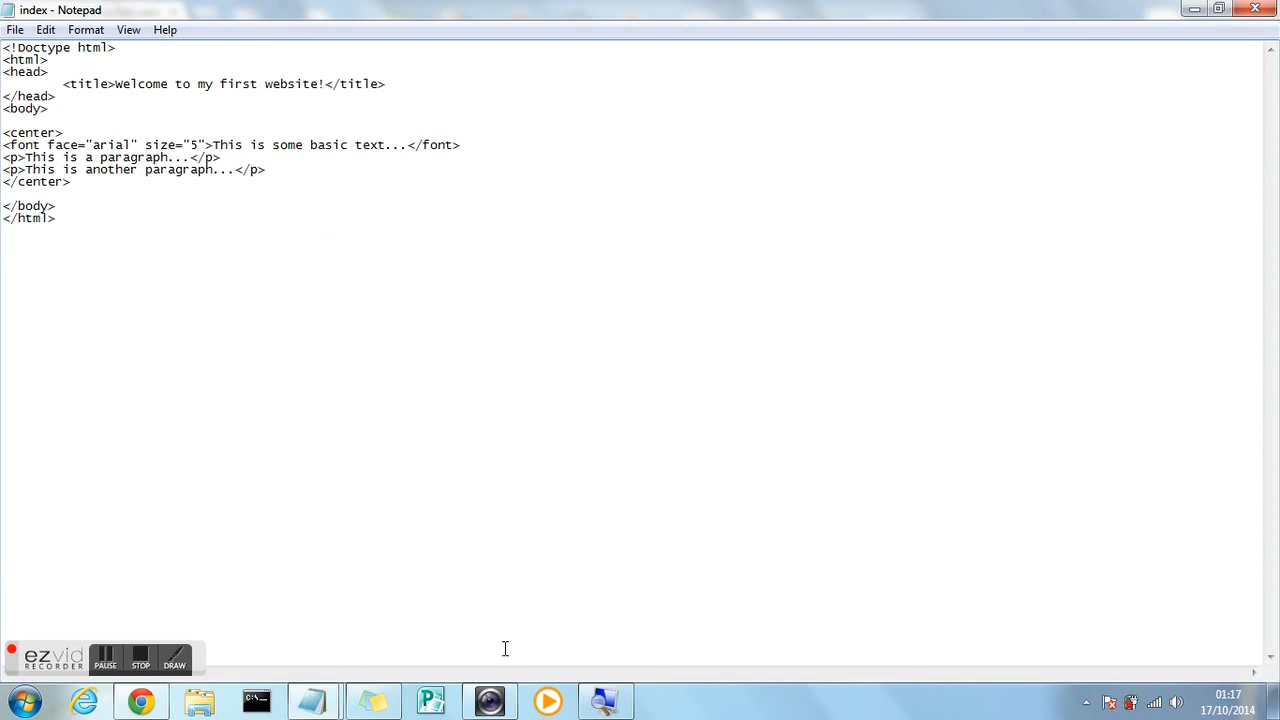 index - Notepad
File Edit Format View Help
<!Doctype html>
<html>
<head>
<title>Welcome to my first website!</title>
</head>
<body>
<center>
<font face="arial" size="5">This is some basic text...</font>
<p>This is a paragraph...</p>
<p>This is another paragraph...</p>
</center>
</body>
</html>
ezvid
RECORDER
PAUSE STOP DRAW
C:\_
01:17
17/10/2014